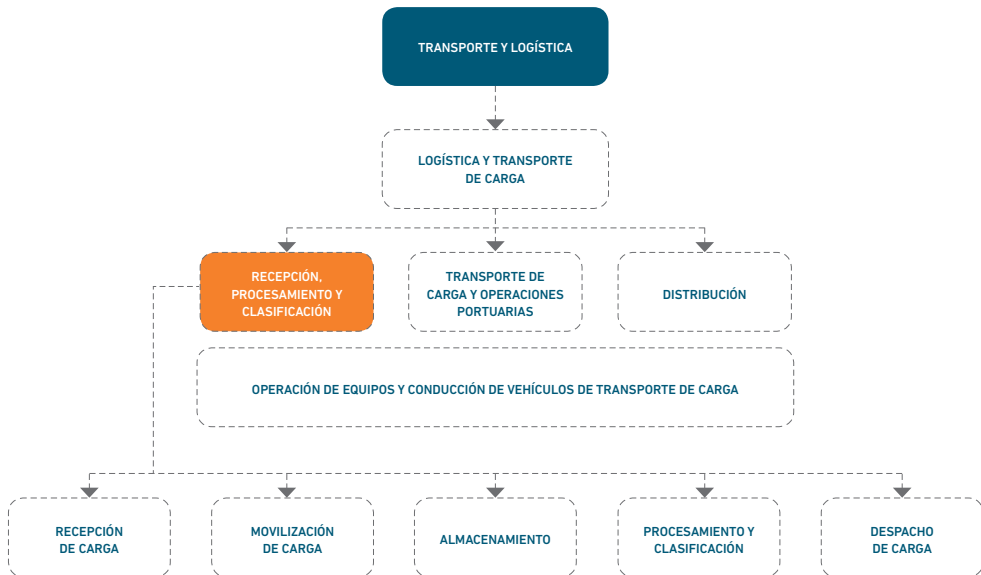 TRANSPORTE Y LOGÍSTICA
LOGÍSTICA Y TRANSPORTE
DE CARGA
RECEPCIÓN,
PROCESAMIENTO Y
CLASIFICACIÓN
TRANSPORTE DE
CARGA Y OPERACIONES
PORTUARIAS
DISTRIBUCIÓN
OPERACIÓN DE EQUIPOS Y CONDUCCIÓN DE VEHÍCULOS DE TRANSPORTE DE CARGA
RECEPCIÓN
DE CARGA
MOVILIZACIÓN
DE CARGA
ALMACENAMIENTO
PROCESAMIENTO Y
CLASIFICACIÓN
DESPACHO
DE CARGA